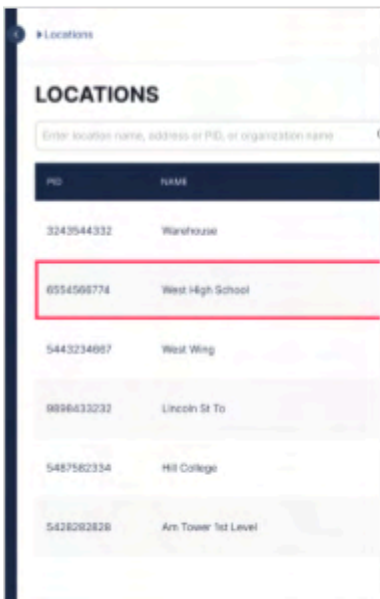 Locations
LOCATIONS
Enter location name, address or PID, or organization name
PID NAME
3243544332 Warehouse
6554566774 West High School
5443234667 West Wing
9898433232 Lincoln St To
5487582334 Hill College
5428282828 Am Tower 1st Level